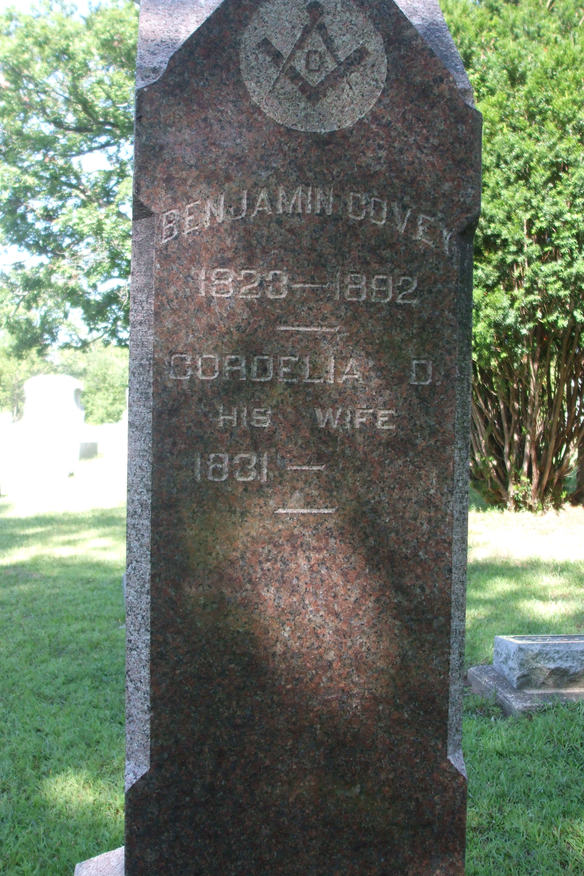 G
BENJAMIN COVEY
1823 — 1892
CORDELIA D.
HIS WIFE
1831 —